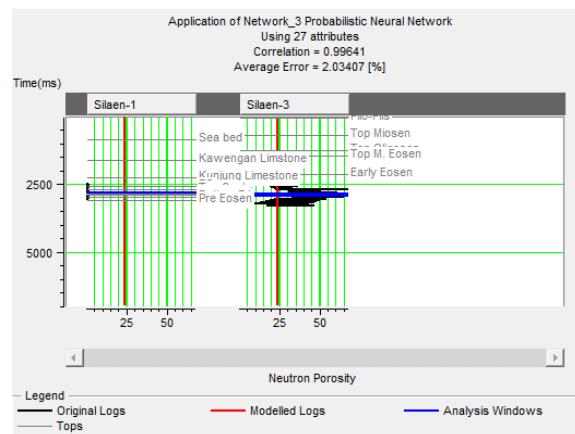 Application of Network_3 Probabilistic Neural Network
Using 27 attributes
Correlation = 0.99641
Average Error = 2.03407 [%]
Time(ms)
Silaen-1
Silaen-3
Sea bed
Top Miosen
Kawengan Limstone
Top M. Eosen
Kunjung Limestone
Early Eosen
2500
Pre Eosen
5000
25 50
25 50
Neutron Porosity
Legend
Original Logs
Modelled Logs
Analysis Windows
Tops